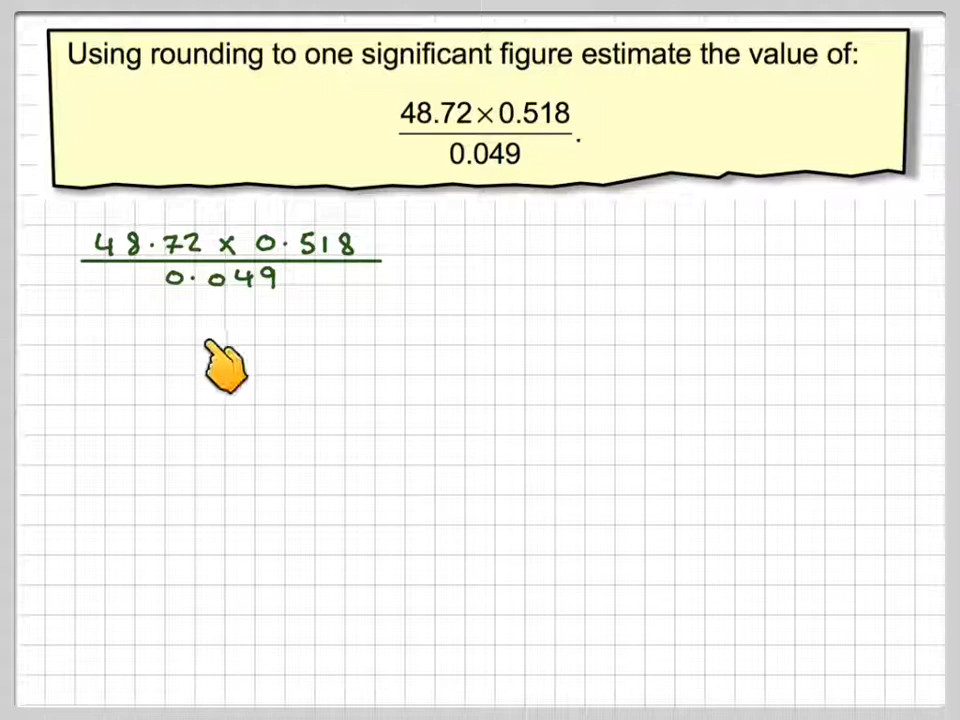 Using rounding to one significant figure estimate the value of:
48.72×0.518
0.049 .
48.72 × 0.518
0.049